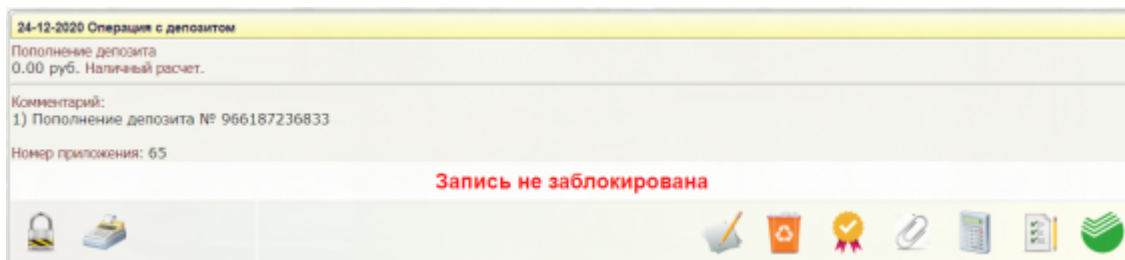 24-12-2020 Операция с депозитом
Пополнение депозита
0.00 руб. Наличный расчет.
Комментарий:
1) Пополнение депозита № 966187236833
Номер приложения: 65
Запись не заблокирована